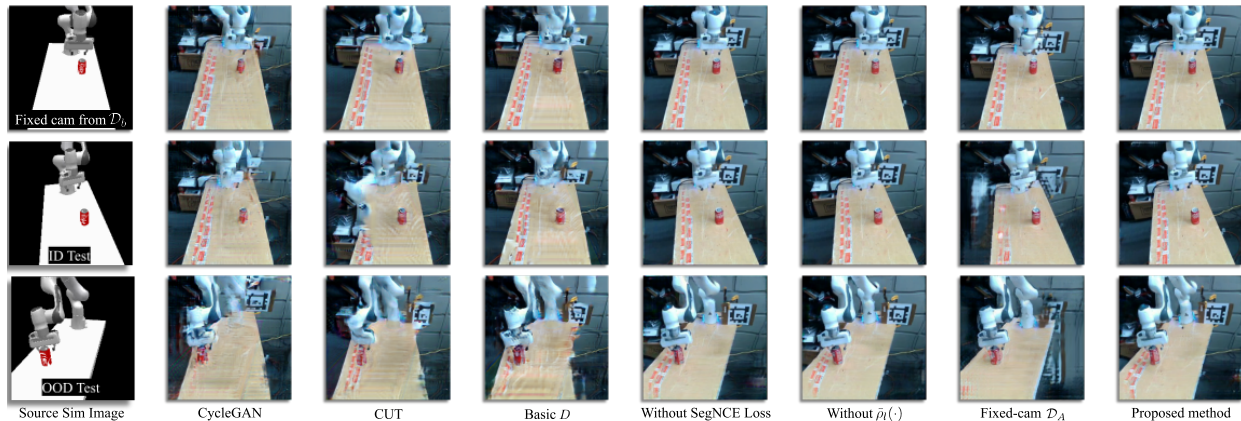 Fixed cam from $\mathcal{D}_b$
ID Test
OOD Test
Source Sim Image
CycleGAN
CUT
Basic $D$
Without SegNCE Loss
Without $\bar{\rho}_l(\cdot)$
Fixed-cam $\mathcal{D}_A$
Proposed method